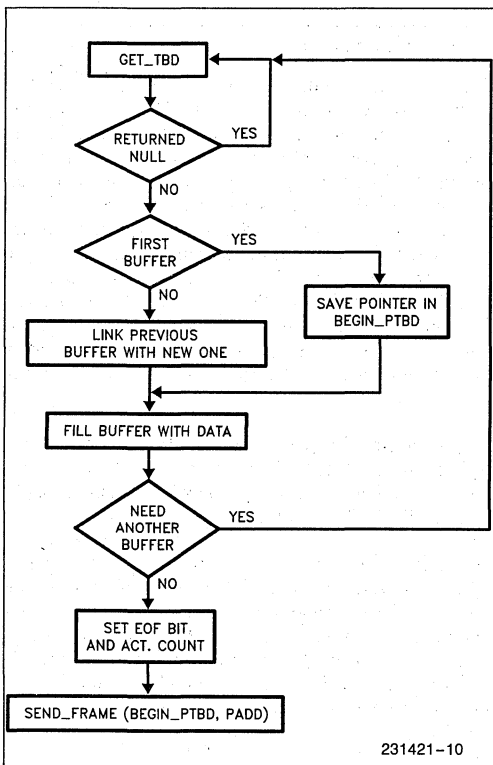 GET_TBD
RETURNED
NULL
YES
NO
FIRST
BUFFER
YES
NO
SAVE POINTER IN
BEGIN_PTBD
LINK PREVIOUS
BUFFER WITH NEW ONE
FILL BUFFER WITH DATA
NEED
ANOTHER
BUFFER
YES
NO
SET EOF BIT
AND ACT. COUNT
SEND_FRAME (BEGIN_PTBD, PADD)
231421–10